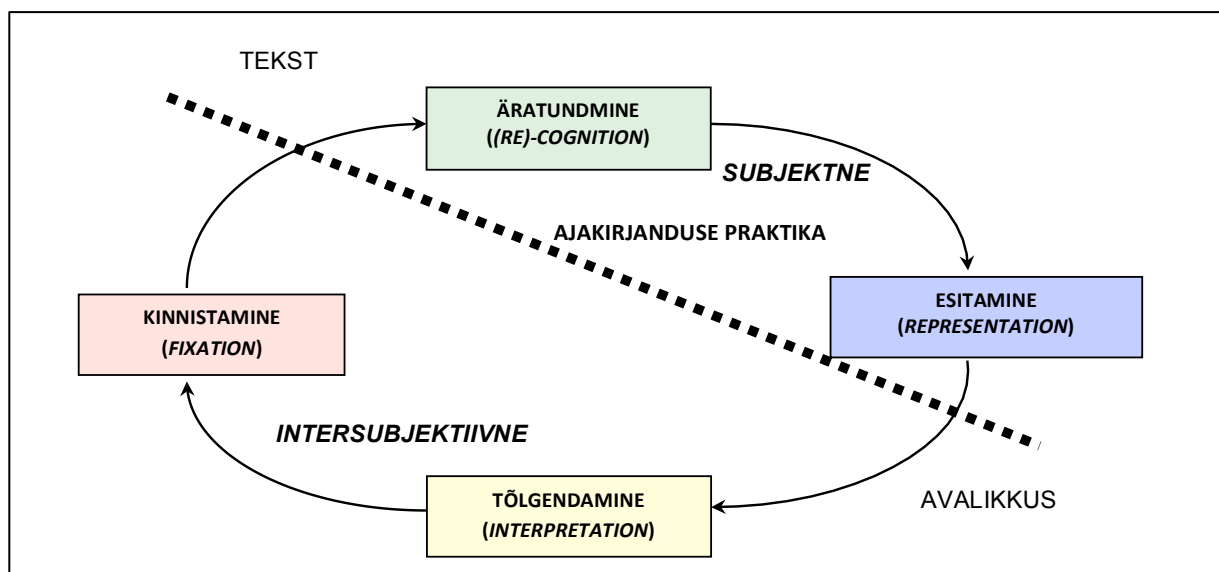 TEKST
ÄRATUNDMINE
((RE)-COGNITION)
SUBJEKTNE
AJAKIRJANDUSE PRAKTIKA
ESITAMINE
(REPRESENTATION)
KINNISTAMINE
(FIXATION)
INTERSUBJEKTIIVNE
TÕLGENDAMINE
(INTERPRETATION)
AVALIKKUS